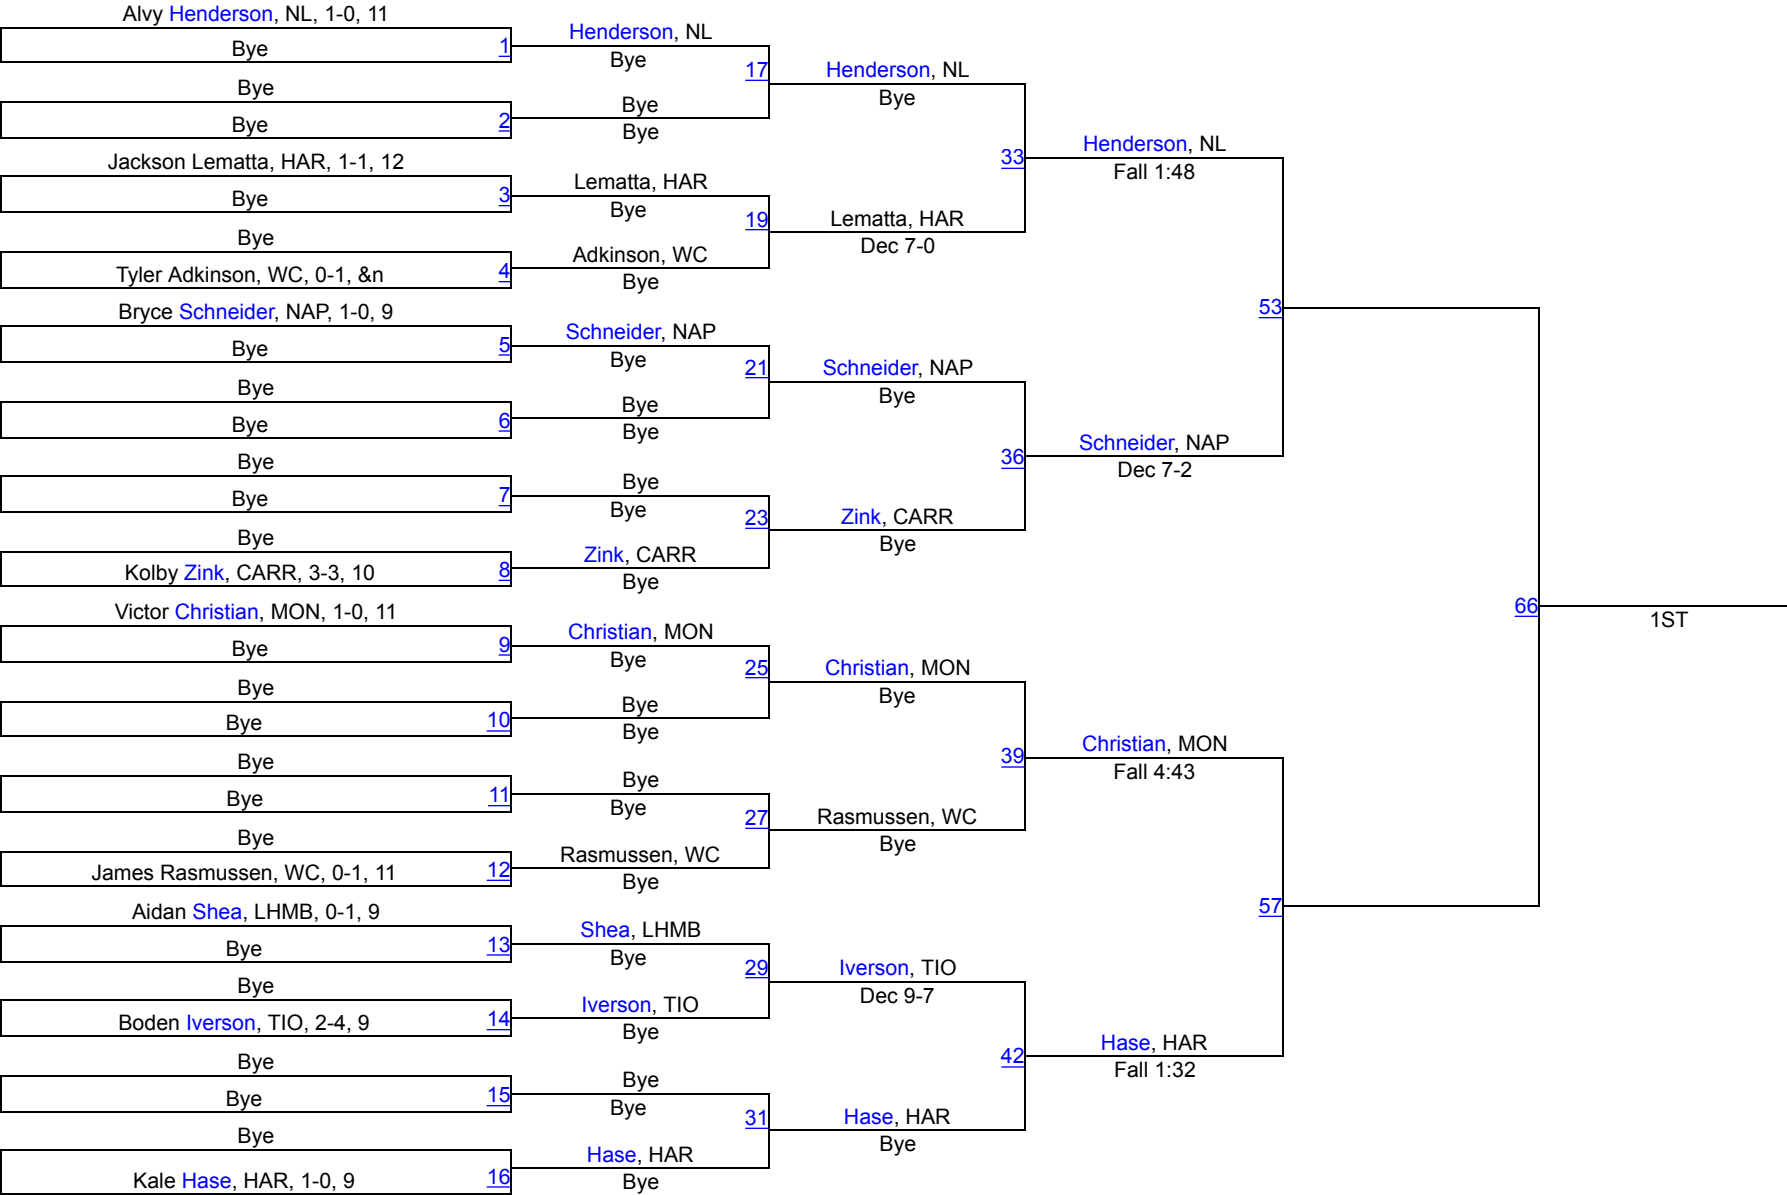 Alvy Henderson, NL, 1-0, 11
Bye
1
Bye
Bye
2
Jackson Lematta, HAR, 1-1, 12
Bye
3
Bye
Tyler Adkinson, WC, 0-1, &n
4
Bryce Schneider, NAP, 1-0, 9
Bye
5
Bye
Bye
6
Bye
Bye
7
Bye
Kolby Zink, CARR, 3-3, 10
8
Victor Christian, MON, 1-0, 11
Bye
9
Bye
Bye
10
Bye
Bye
11
Bye
James Rasmussen, WC, 0-1, 11
12
Aidan Shea, LHMB, 0-1, 9
Bye
13
Bye
Boden Iverson, TIO, 2-4, 9
14
Bye
Bye
15
Bye
Kale Hase, HAR, 1-0, 9
16
Henderson, NL
Bye
17
Bye
Bye
Lematta, HAR
Bye
19
Adkinson, WC
Bye
Schneider, NAP
Bye
21
Bye
Bye
Bye
Bye
23
Zink, CARR
Bye
Christian, MON
Bye
25
Bye
Bye
Bye
Bye
27
Rasmussen, WC
Bye
Shea, LHMB
Bye
29
Iverson, TIO
Bye
Bye
Bye
31
Hase, HAR
Bye
Henderson, NL
Bye
33
Lematta, HAR
Dec 7-0
Schneider, NAP
Bye
36
Zink, CARR
Bye
Christian, MON
Bye
39
Rasmussen, WC
Bye
Iverson, TIO
Dec 9-7
42
Hase, HAR
Bye
Henderson, NL
Fall 1:48
53
Schneider, NAP
Dec 7-2
Christian, MON
Fall 4:43
57
Hase, HAR
Fall 1:32
66
1ST